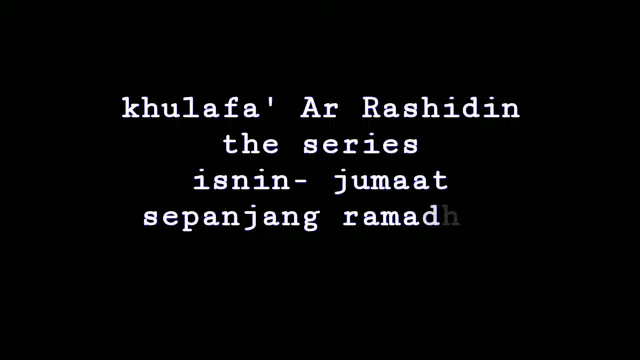 khulafa' Ar Rashidin
the series
isnin- jumaat
sepanjang ramadh